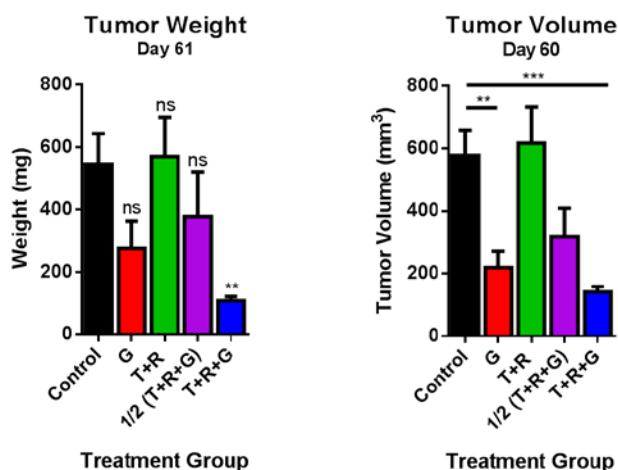 Tumor Weight
Day 61
Weight (mg)
800
600
400
200
0
ns
ns
ns
**
Control
G
T+R
1/2 (T+R+G)
T+R+G
Treatment Group
Tumor Volume
Day 60
Tumor Volume (mm³)
800
600
400
200
0
***
**
Control
G
T+R
1/2 (T+R+G)
T+R+G
Treatment Group